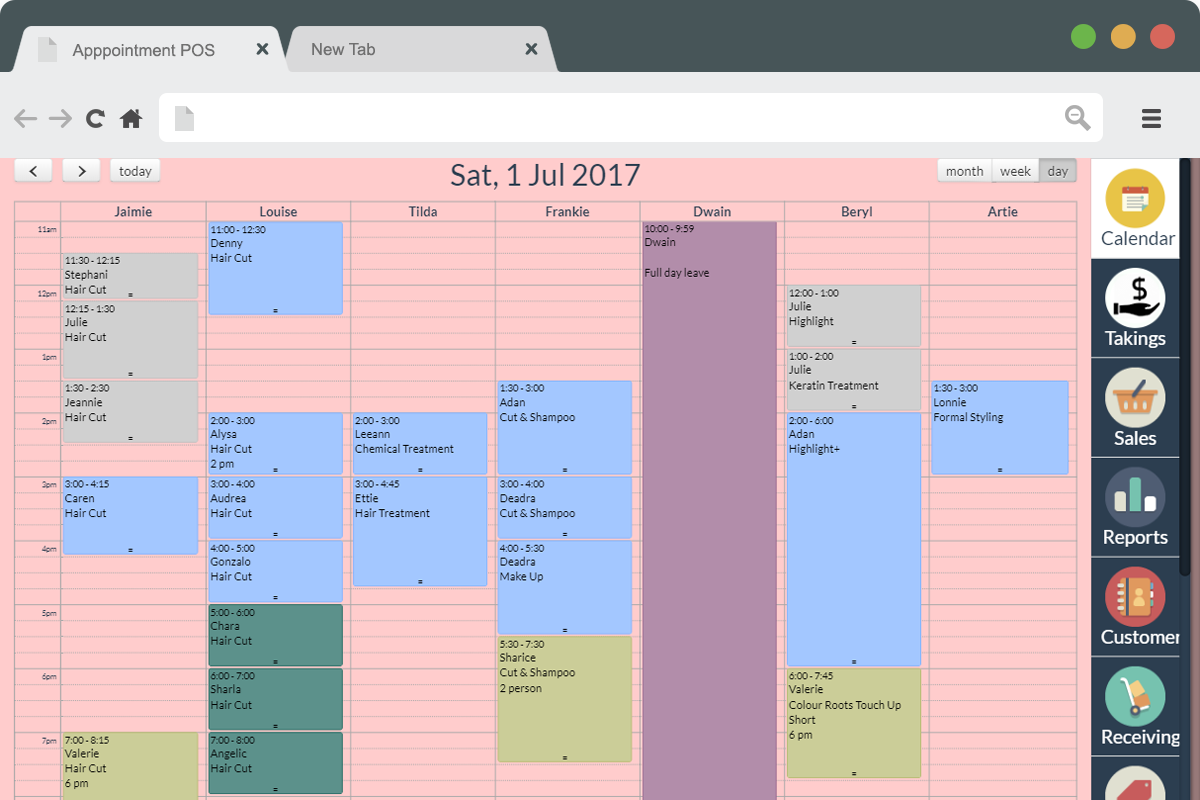 Apppointment POS
New Tab
today
Sat, 1 Jul 2017
month
week
day
Jaimie
Louise
Tilda
Frankie
Dwain
Beryl
Artie
11am
12pm
1pm
2pm
3pm
4pm
5pm
6pm
7pm
11:30 - 12:15
Stephani
Hair Cut
12:15 - 1:30
Julie
Hair Cut
1:30 - 2:30
Jeannie
Hair Cut
3:00 - 4:15
Caren
Hair Cut
7:00 - 8:15
Valerie
Hair Cut
6 pm
11:00 - 12:30
Denny
Hair Cut
2:00 - 3:00
Alysa
Hair Cut
2 pm
3:00 - 4:00
Audrea
Hair Cut
4:00 - 5:00
Gonzalo
Hair Cut
5:00 - 6:00
Chara
Hair Cut
6:00 - 7:00
Sharla
Hair Cut
7:00 - 8:00
Angelic
Hair Cut
2:00 - 3:00
Leeann
Chemical Treatment
3:00 - 4:45
Ettie
Hair Treatment
1:30 - 3:00
Adan
Cut & Shampoo
3:00 - 4:00
Deadra
Cut & Shampoo
4:00 - 5:30
Deadra
Make Up
5:30 - 7:30
Sharice
Cut & Shampoo
2 person
10:00 - 9:59
Dwain
Full day leave
12:00 - 1:00
Julie
Highlight
1:00 - 2:00
Julie
Keratin Treatment
2:00 - 6:00
Adan
Highlight+
6:00 - 7:45
Valerie
Colour Roots Touch Up
Short
6 pm
1:30 - 3:00
Lonnie
Formal Styling
Calendar
$
Takings
Sales
Reports
Customer
Receiving